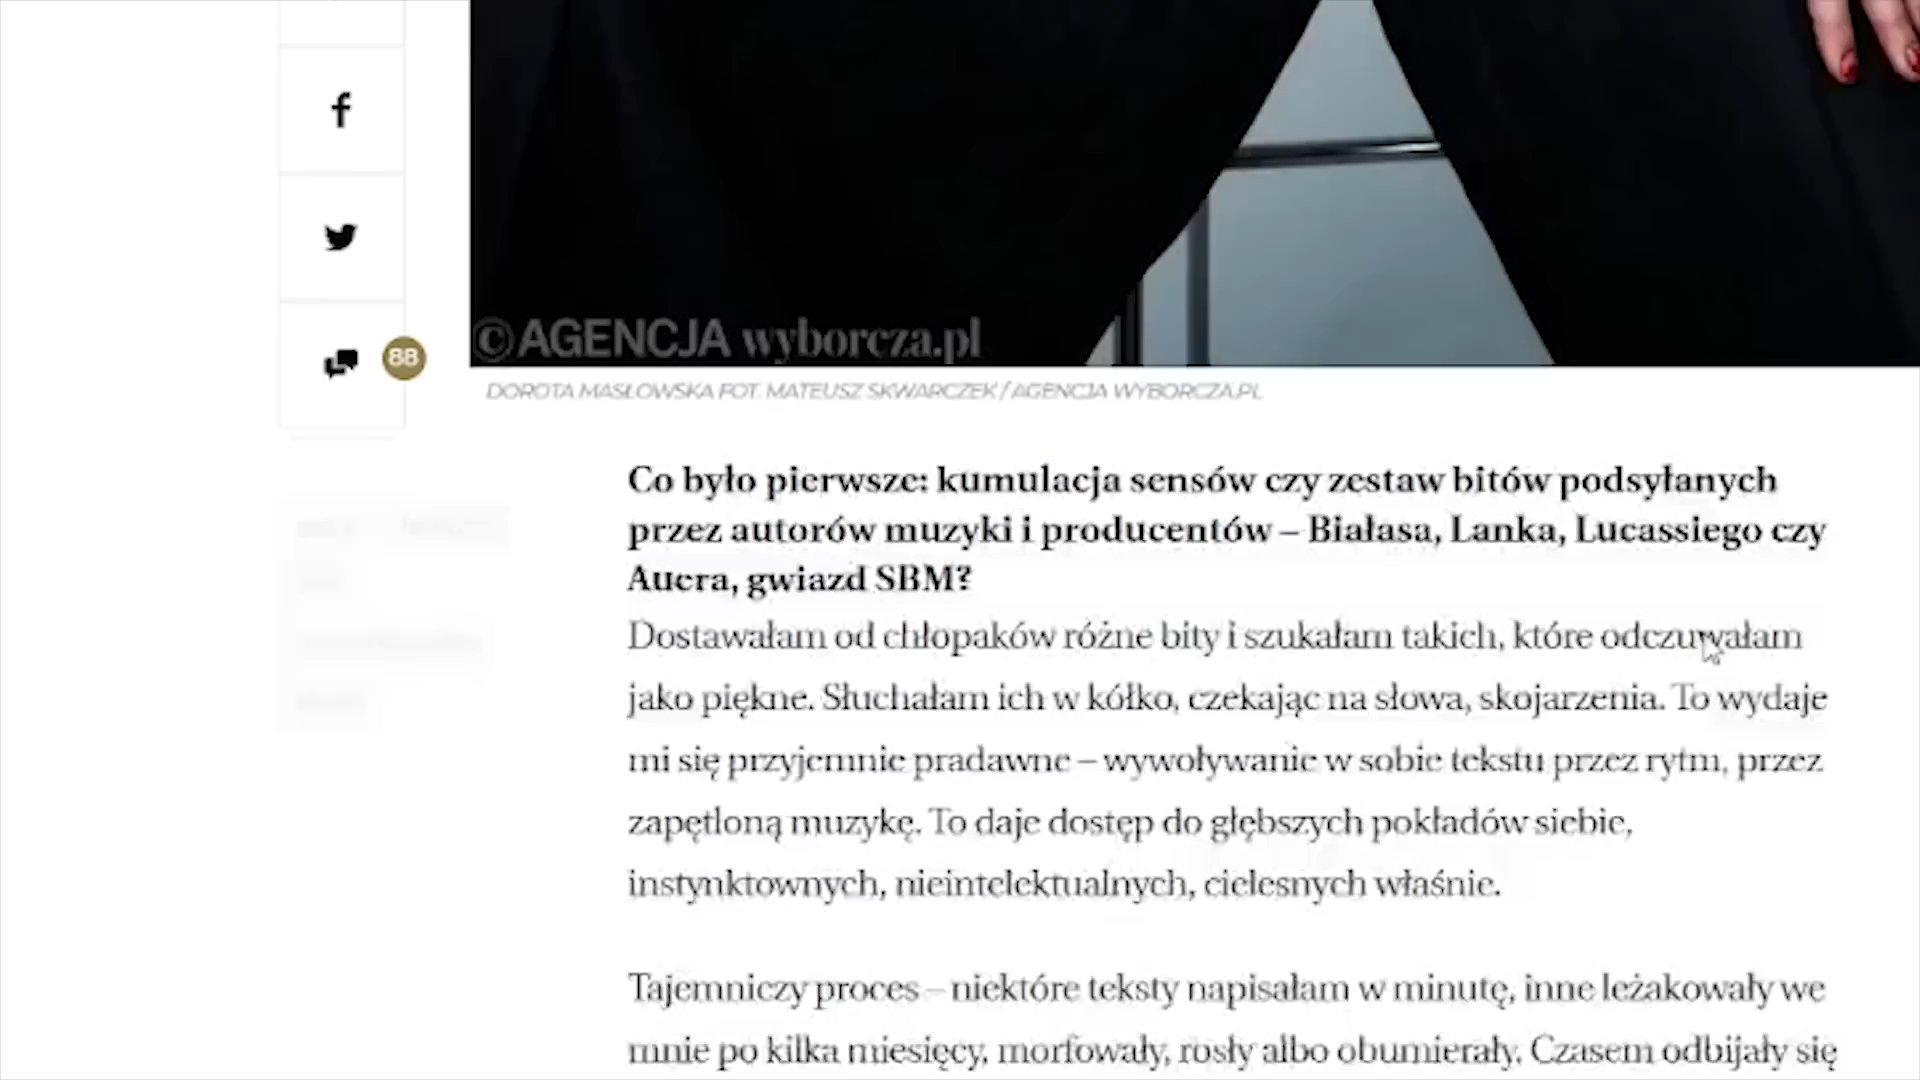 88
©AGENCJA wyborcza.pl
DOROTA MASŁOWSKA FOT. MATEUSZ SKWARCZEK / AGENCJA WYBORCZA.PL
Co było pierwsze: kumulacja sensów czy zestaw bitów podsyłanych
przez autorów muzyki i producentów – Białasa, Lanka, Lucassiego czy
Auera, gwiazd SBM?
Dostawałam od chłopaków różne bity i szukałam takich, które odczuwałam
jako piękne. Słuchałam ich w kółko, czekając na słowa, skojarzenia. To wydaje
mi się przyjemnie pradawne – wywoływanie w sobie tekstu przez rytm, przez
zapętloną muzykę. To daje dostęp do głębszych pokładów siebie,
instynktownych, nieintelektualnych, cielesnych właśnie.
Tajemniczy proces – niektóre teksty napisałam w minutę, inne leżakowały we
mnie po kilka miesięcy, morfowały, rosły albo obumierały. Czasem odbijały się